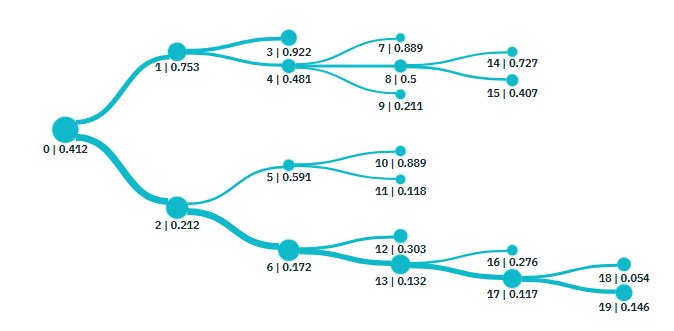 0 | 0.412
1 | 0.753
2 | 0.212
3 | 0.922
4 | 0.481
5 | 0.591
6 | 0.172
7 | 0.889
8 | 0.5
9 | 0.211
10 | 0.889
11 | 0.118
12 | 0.303
13 | 0.132
14 | 0.727
15 | 0.407
16 | 0.276
17 | 0.117
18 | 0.054
19 | 0.146